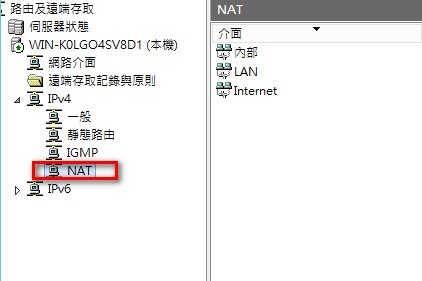 路由及遠端存取
伺服器狀態
WIN-K0LGO4SV8D1 (本機)
網路介面
遠端存取記錄與原則
IPv4
一般
靜態路由
IGMP
NAT
IPv6
NAT
介面
內部
LAN
Internet